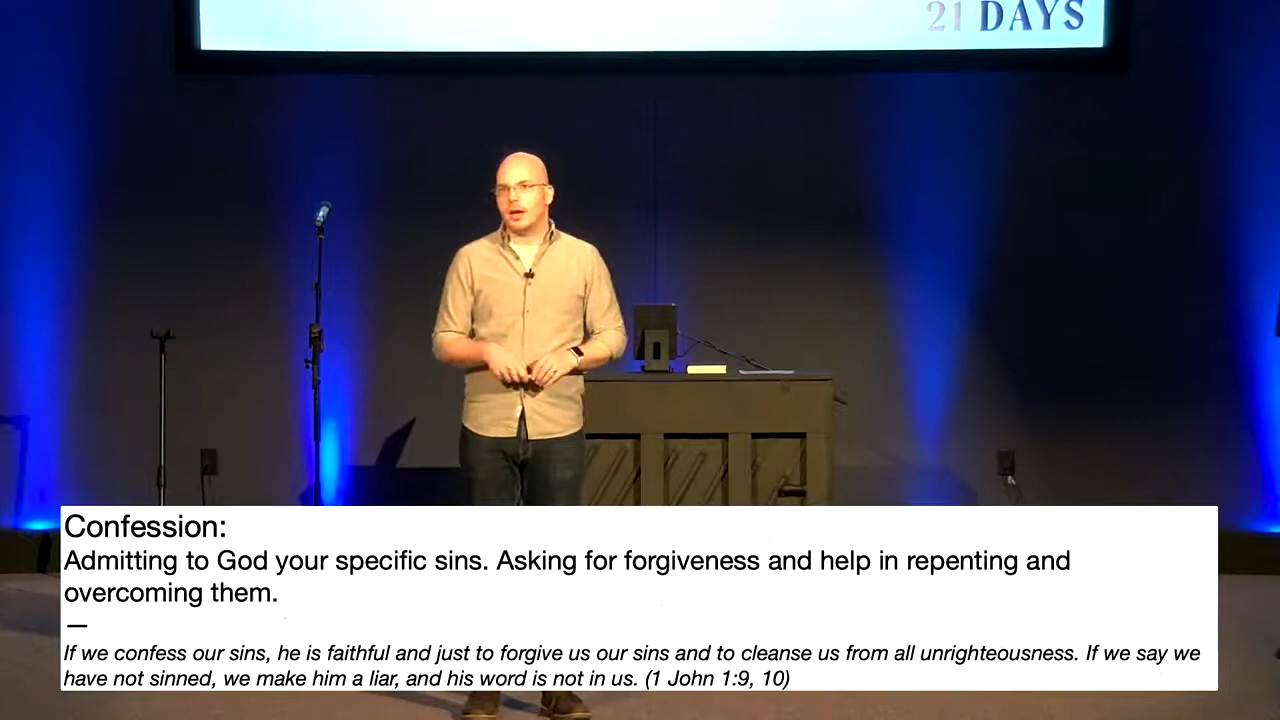 21 DAYS
Confession:
Admitting to God your specific sins. Asking for forgiveness and help in repenting and
overcoming them.
—
If we confess our sins, he is faithful and just to forgive us our sins and to cleanse us from all unrighteousness. If we say we
have not sinned, we make him a liar, and his word is not in us. (1 John 1:9, 10)